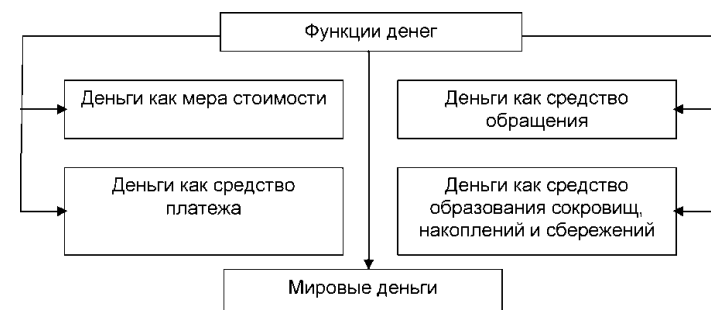 Функции денег
Деньги как мера стоимости
Деньги как средство
обращения
Деньги как средство
платежа
Деньги как средство
образования сокровищ,
накоплений и сбережений
Мировые деньги